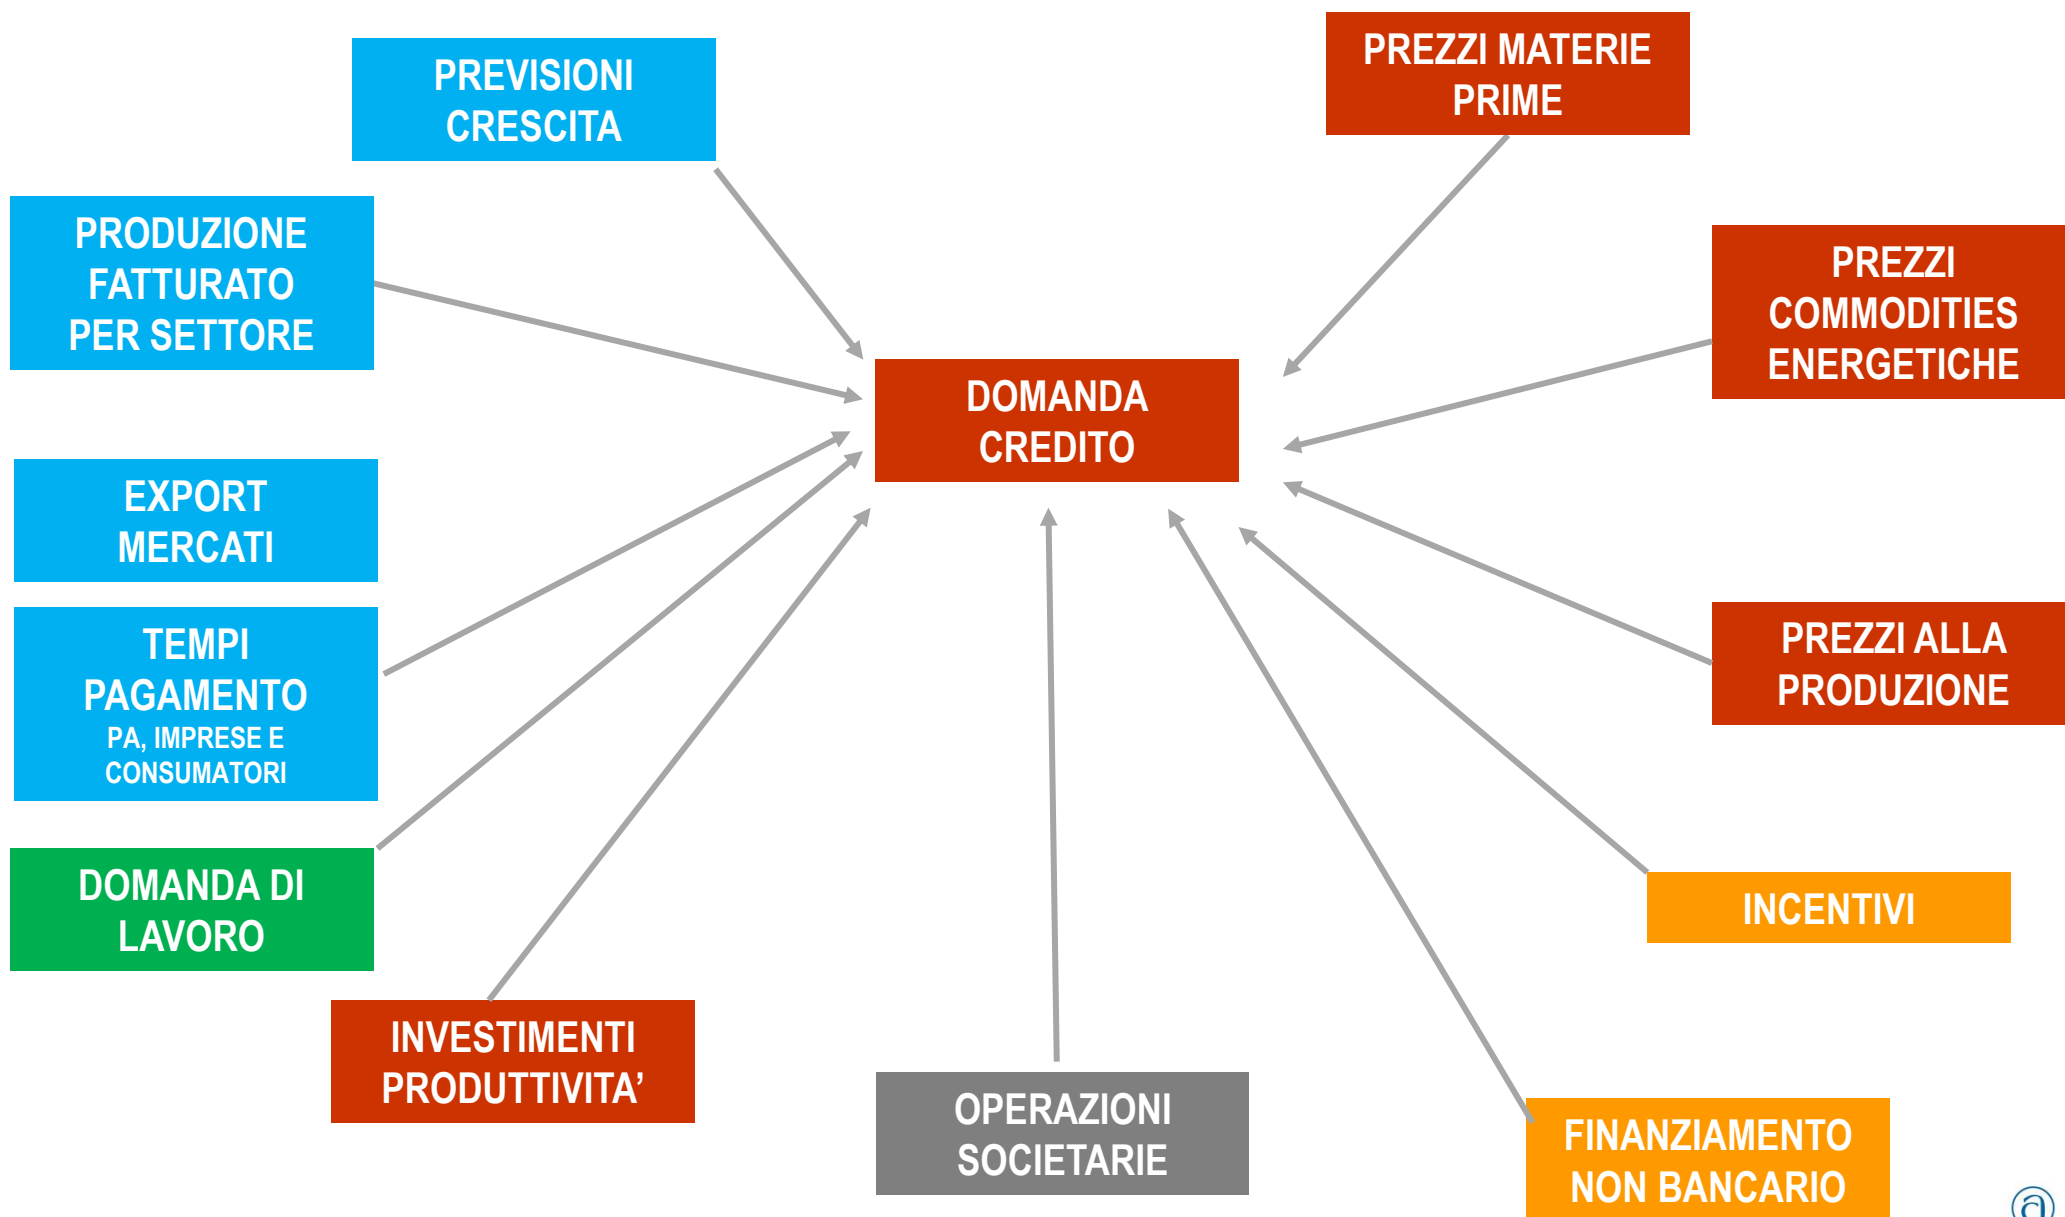 PREVISIONI
CRESCITA
PREZZI MATERIE
PRIME
PRODUZIONE
FATTURATO
PER SETTORE
PREZZI
COMMODITIES
ENERGETICHE
DOMANDA
CREDITO
EXPORT
MERCATI
TEMPI
PAGAMENTO
PA, IMPRESE E
CONSUMATORI
PREZZI ALLA
PRODUZIONE
DOMANDA DI
LAVORO
INCENTIVI
INVESTIMENTI
PRODUTTIVITA’
OPERAZIONI
SOCIETARIE
FINANZIAMENTO
NON BANCARIO
@